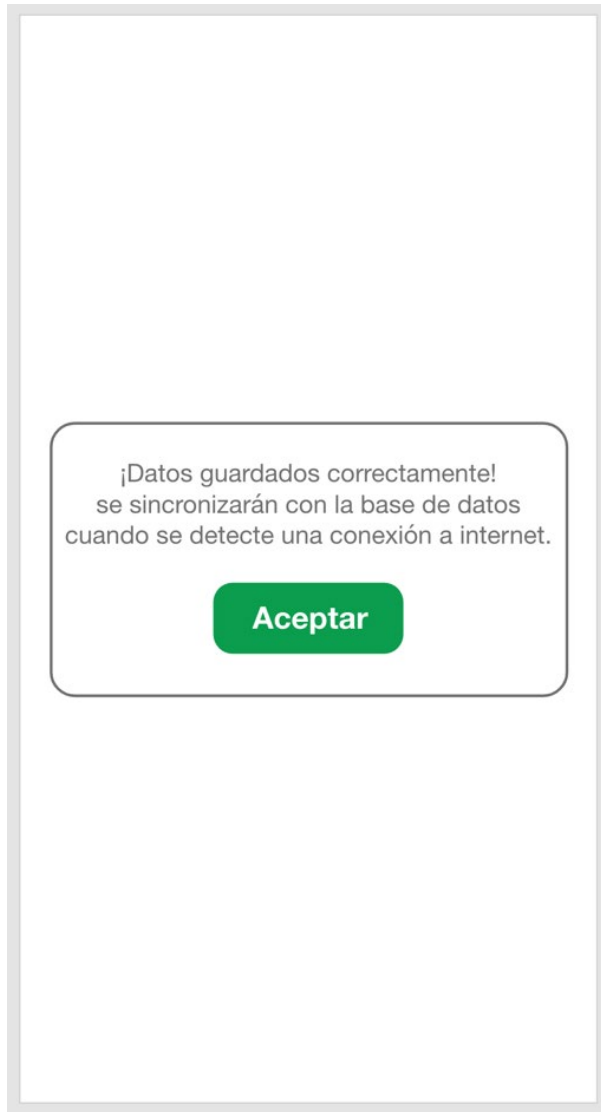 ¡Datos guardados correctamente!
se sincronizarán con la base de datos
cuando se detecte una conexión a internet.
Aceptar